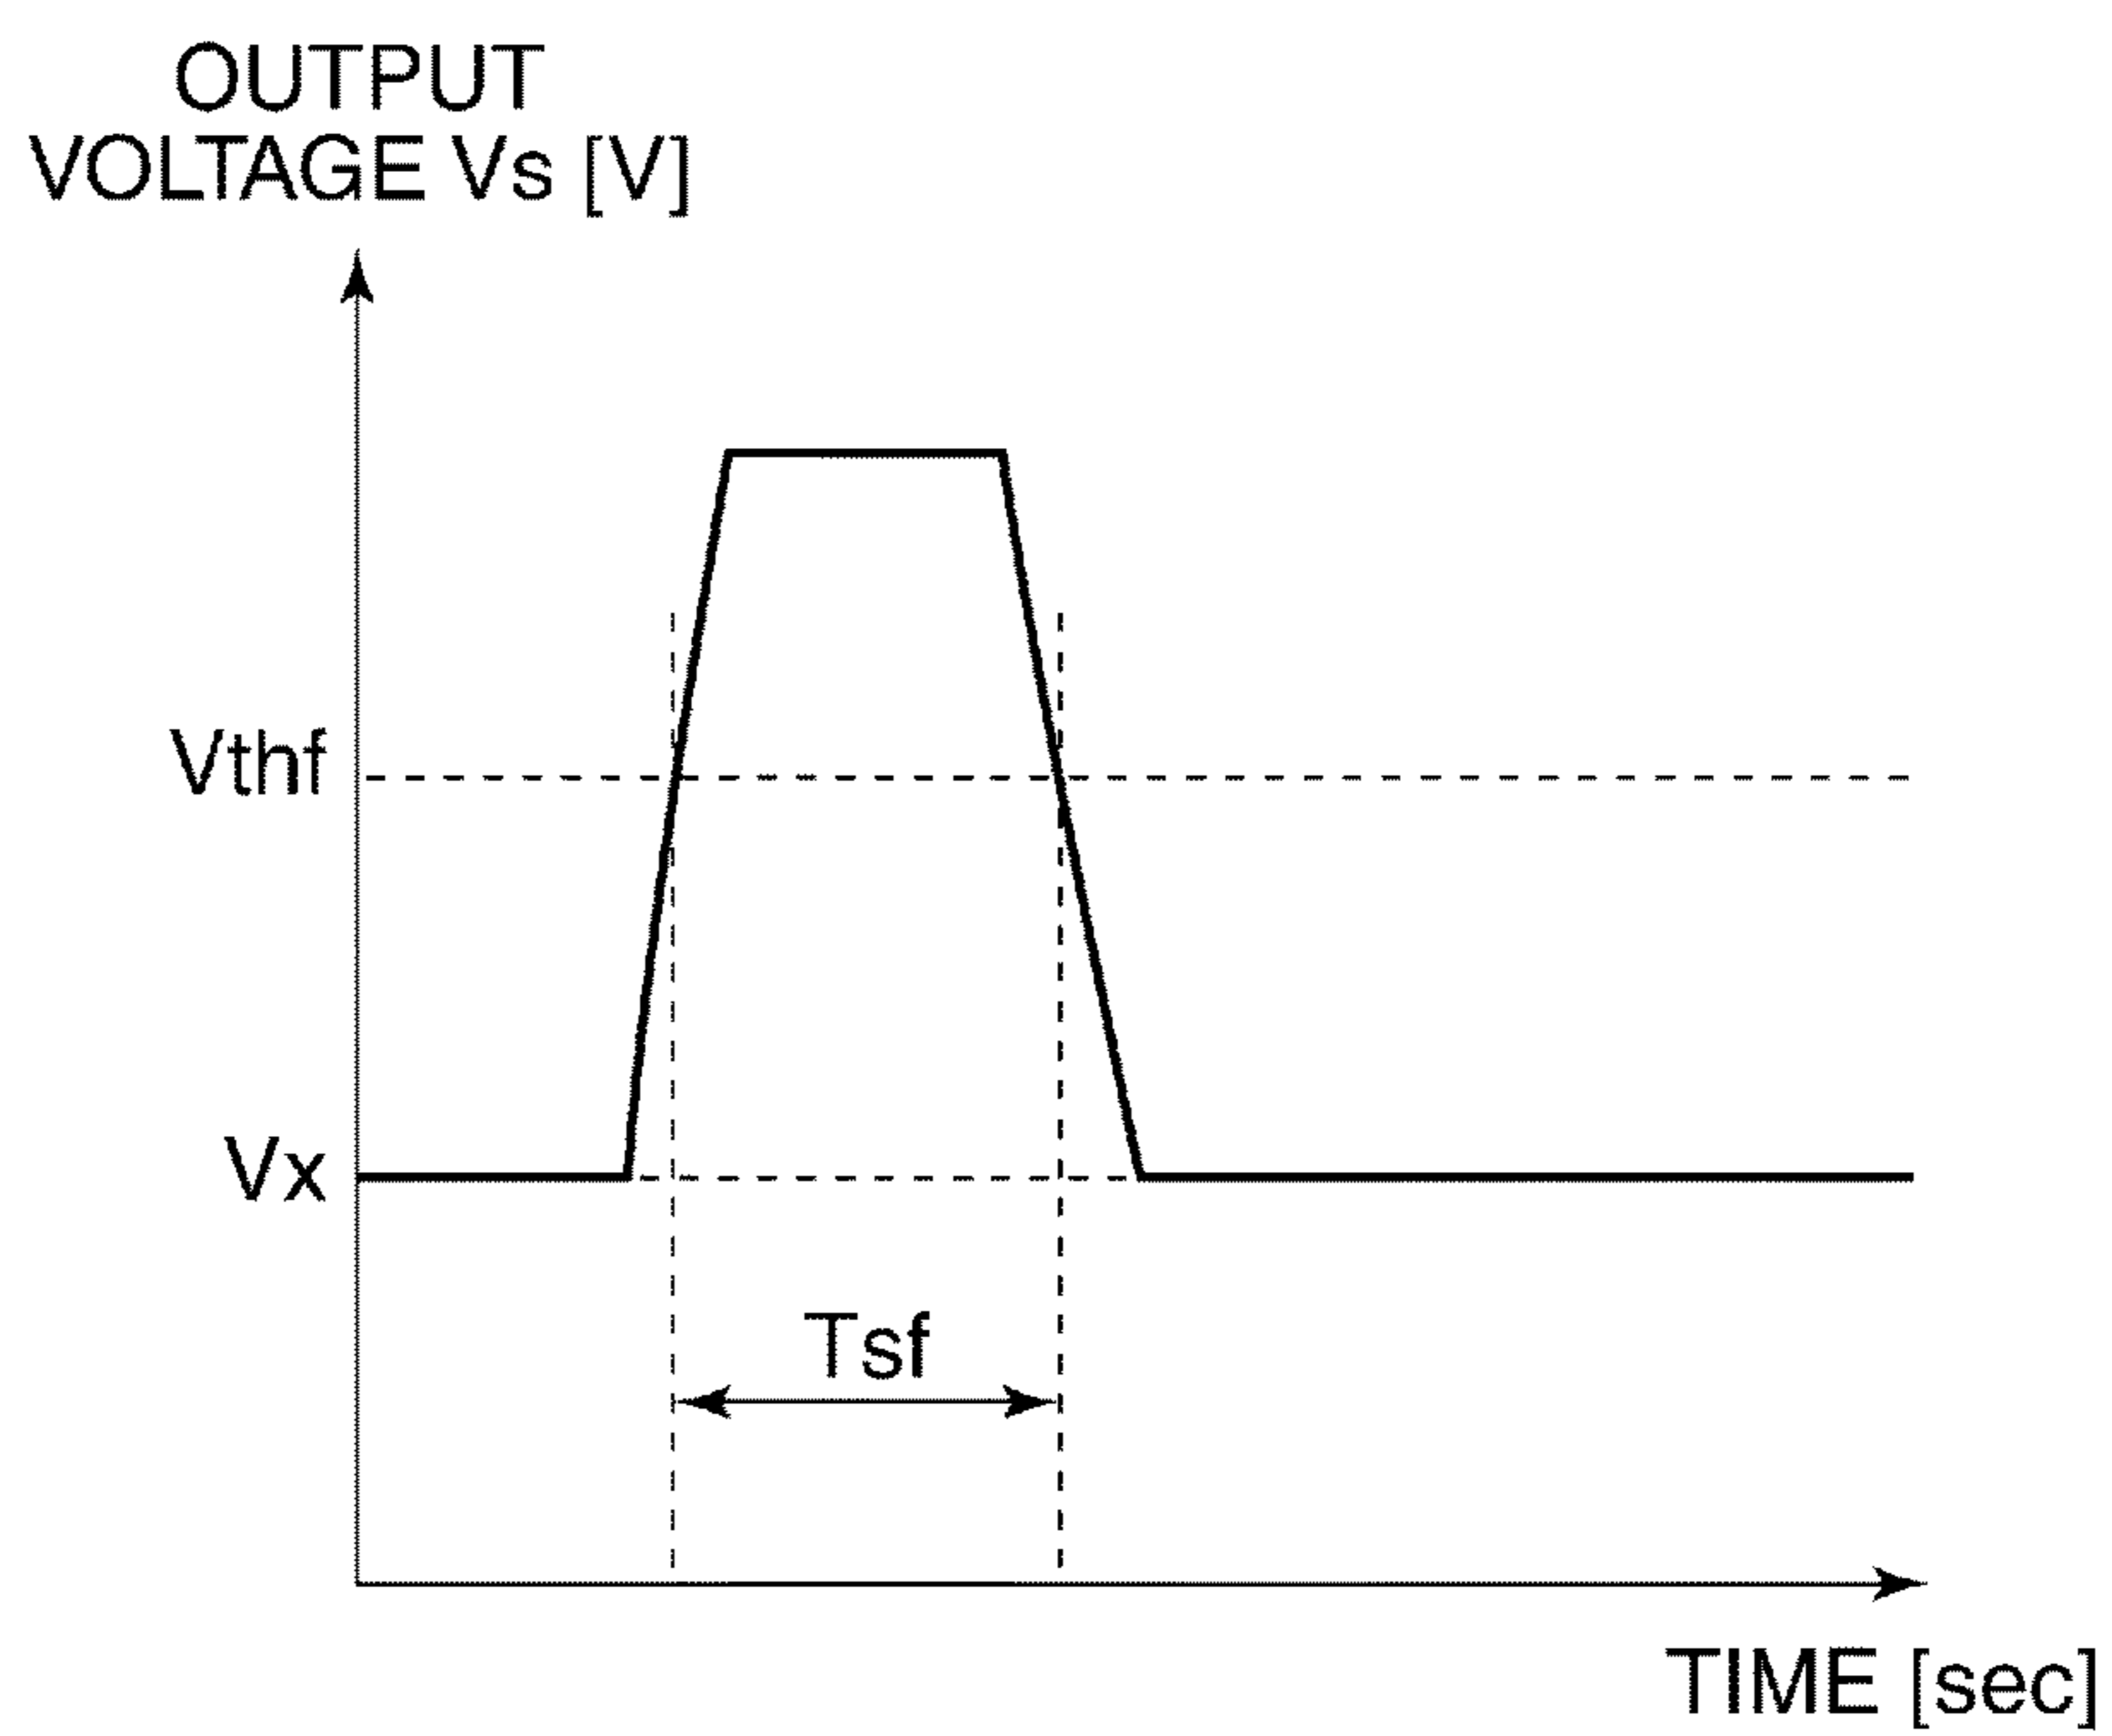 OUTPUT
VOLTAGE Vs [V]
Vthf
Vx
Tsf
TIME [sec]